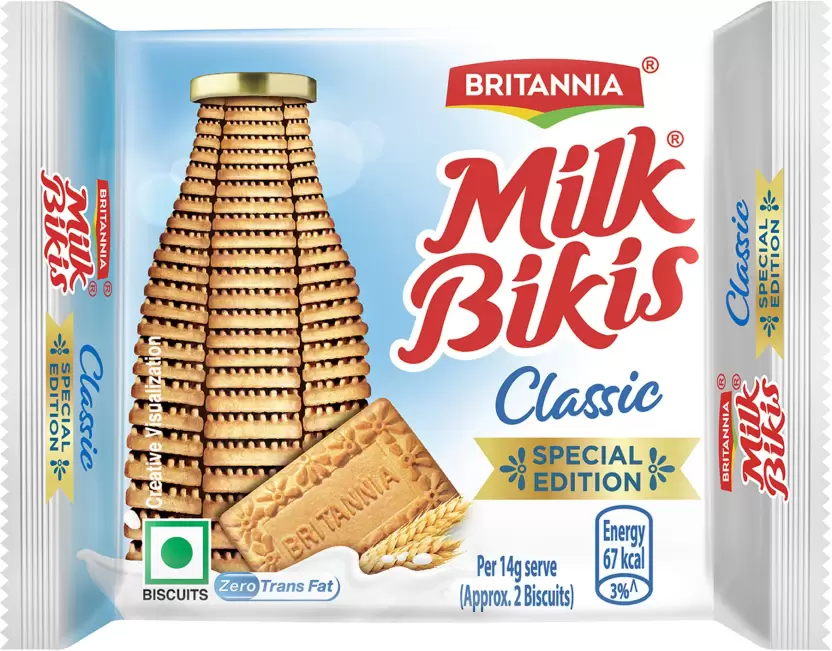 BRITANNIA®
Milk®
Bikis
Classic
SPECIAL
EDITION
Per 14g serve
(Approx. 2 Biscuits)
Energy
67 kcal
3%^
BRITANNIA
Creative Visualization
BISCUITS
Zero Trans Fat
BRITANNIA®
Milk
Bikis®
Classic
SPECIAL
EDITION
Classic
SPECIAL
EDITION
BRITANNIA®
Milk®
Bikis